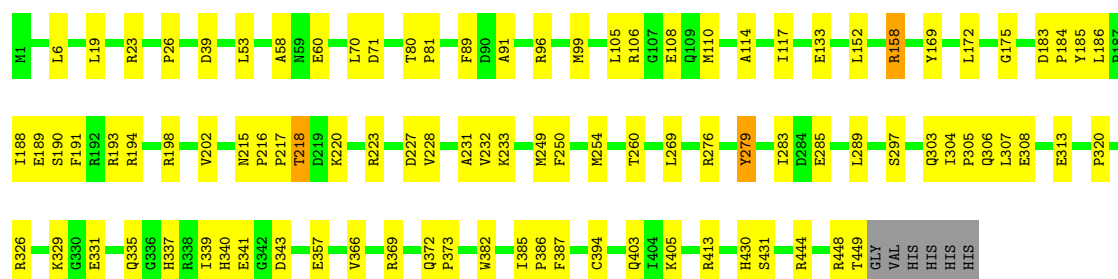 M1 L6 L19 R23 P26 D39 L53 A58 N59 E60 L70 D71 T80 P81 F89 D90 A91 R96 M99 L105 R106 G107 E108 Q109 M110 A114 I117 E133 L152 R158 Y169 L172 G175 D183 P184 Y185 L186 R187
I188 E189 S190 F191 R192 R193 R194 R198 V202 N215 P216 P217 T218 D219 K220 R223 D227 V228 A231 V232 K233 M249 F250 M254 T260 L269 R276 Y279 I283 D284 E285 L289 S297 Q303 I304 P305 Q306 L307 E308 E313 P320
R326 K329 G330 E331 Q335 G336 H337 R338 I339 H340 E341 G342 D343 E357 V366 R369 Q372 P373 W382 I385 P386 F387 C394 Q403 I404 K405 R413 H430 S431 R444 R448 T449 GLY VAL HIS HIS HIS HIS